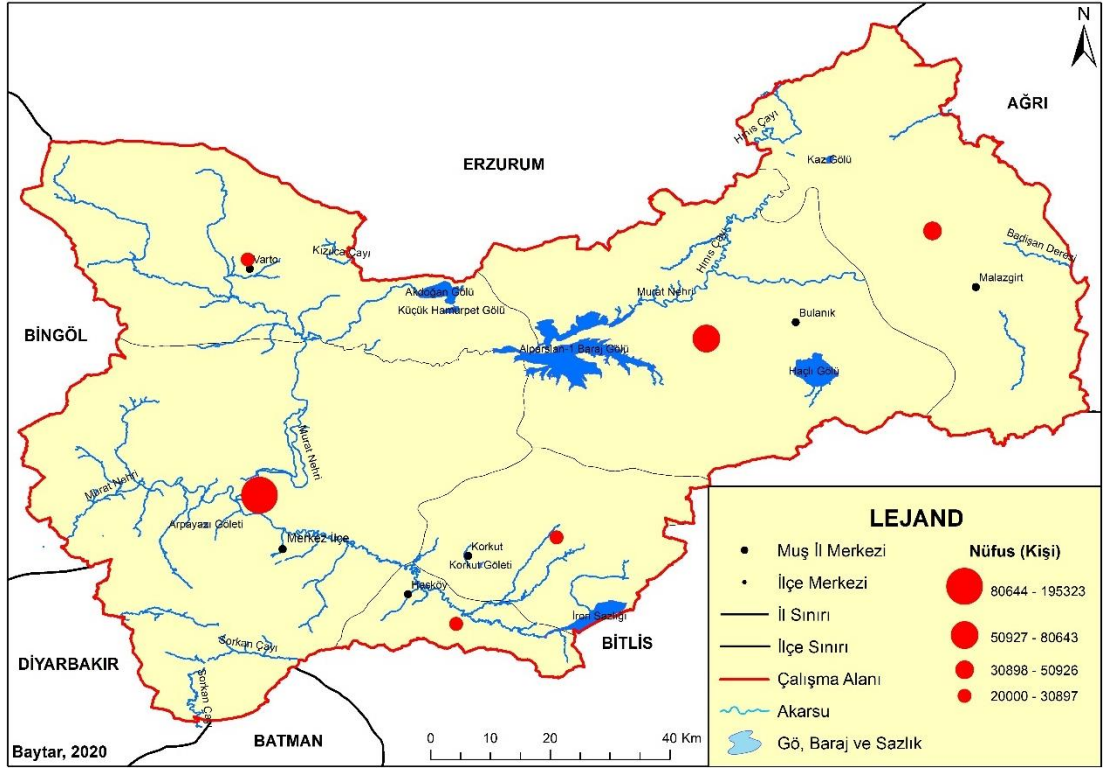 N
AĞRI
Hınıs Çayı
ERZURUM
Kaz Gölü
Badişan Deresi
Varto
Kızılca Çayı
Hınıs Çayı
Malazgirt
Akdoğan Gölü
Murat Nehri
Küçük Hamurpet Gölü
Bulanık
BİNGÖL
Alparslan-1 Baraj Gölü
Haçlı Gölü
Murat Nehri
Murat Nehri
Arpayazı Göleti
Merkez İlçe
Korkut
Korkut Göleti
Hasköy
İron Sazlığı
BİTLİS
Sorkan Çayı
DİYARBAKIR
Sorkan Çayı
BATMAN
Baytar, 2020
0 10 20 40 Km
LEJAND
Muş İl Merkezi
İlçe Merkezi
İl Sınırı
İlçe Sınırı
Çalışma Alanı
Akarsu
Gö, Baraj ve Sazlık
Nüfus (Kişi)
80644 - 195323
50927 - 80643
30898 - 50926
20000 - 30897